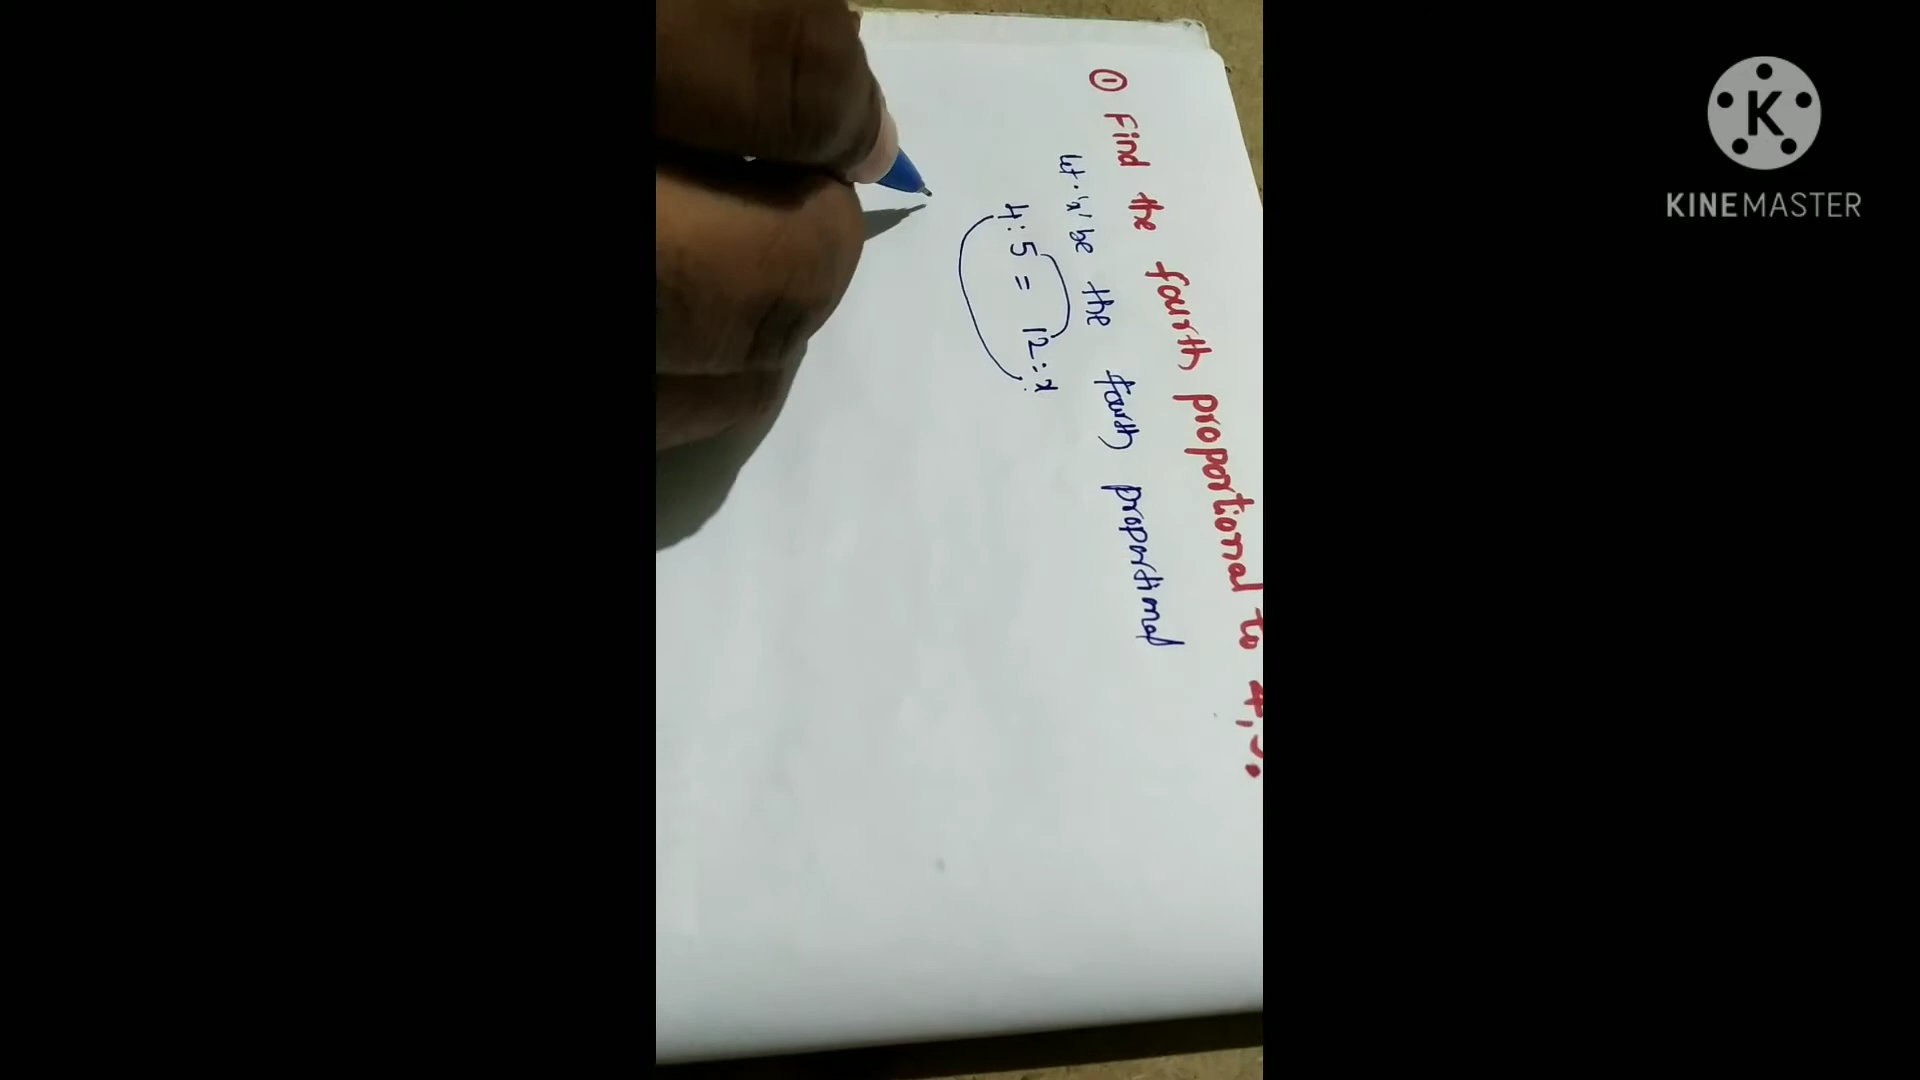 ① Find the fourth proportional to 4,
let 'x' be the fourth proportional
4:5 = 12:x
KINEMASTER